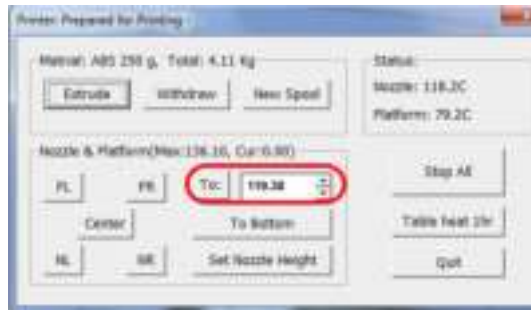 Printer: Prepared for Printing
Material: ABS 250 g, Total: 4.11 Kg
Extrude
Withdraw
New Spool
Status:
Nozzle: 118.2C
Platform: 79.2C
Nozzle & Platform(Max:136.10, Cur:0.00)
FL
FR
To:
119.38
Center
To Bottom
NL
NR
Set Nozzle Height
Stop All
Table heat 1hr
Quit